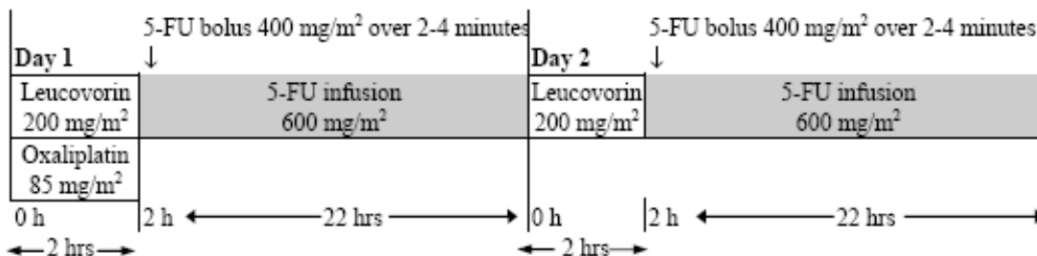 5-FU bolus 400 mg/m² over 2-4 minutes
5-FU bolus 400 mg/m² over 2-4 minutes
Day 1
Day 2
Leucovorin
200 mg/m²
5-FU infusion
600 mg/m²
Leucovorin
200 mg/m²
5-FU infusion
600 mg/m²
Oxaliplatin
85 mg/m²
0 h
2 h
22 hrs
0 h
2 h
22 hrs
2 hrs
2 hrs